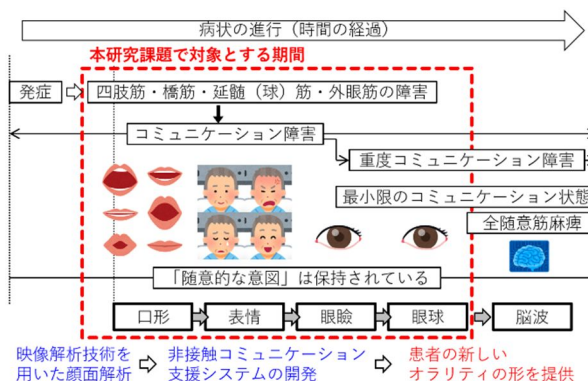 病状の進行（時間の経過）
本研究課題で対象とする期間
発症
四肢筋・橋筋・延髄（球）筋・外眼筋の障害
コミュニケーション障害
重度コミュニケーション障害
最小限のコミュニケーション状態
全随意筋麻痺
「随意的な意図」は保持されている
口形
表情
眼瞼
眼球
脳波
映像解析技術を
用いた顔面解析
非接触コミュニケーション
支援システムの開発
患者の新しい
オラリティの形を提供